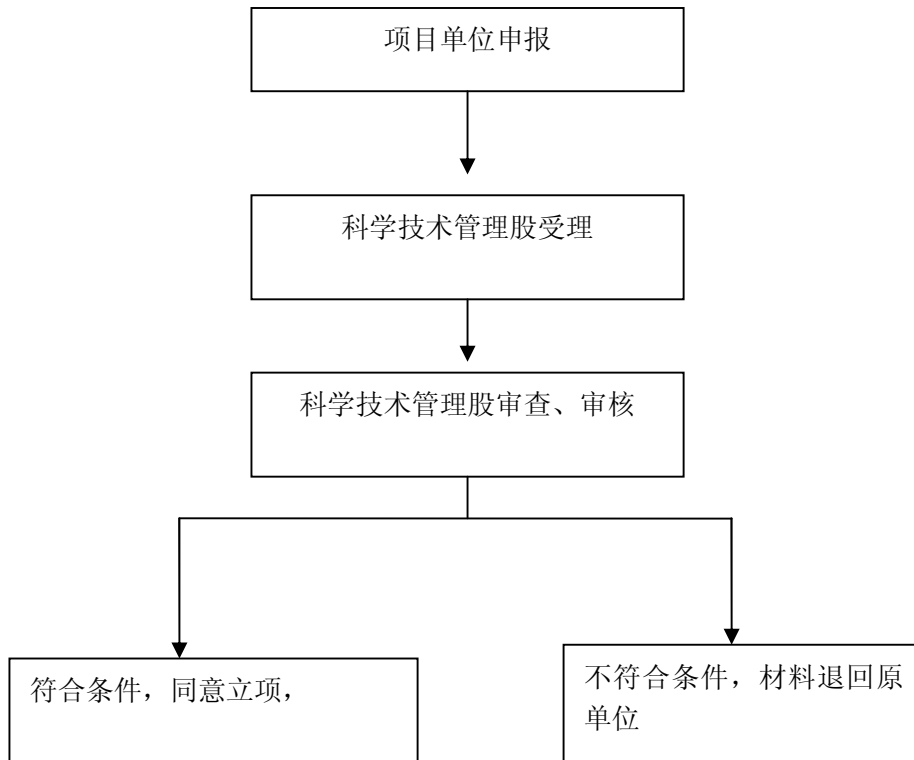 项目单位申报
科学技术管理股受理
科学技术管理股审查、审核
符合条件，同意立项，
不符合条件，材料退回原
单位